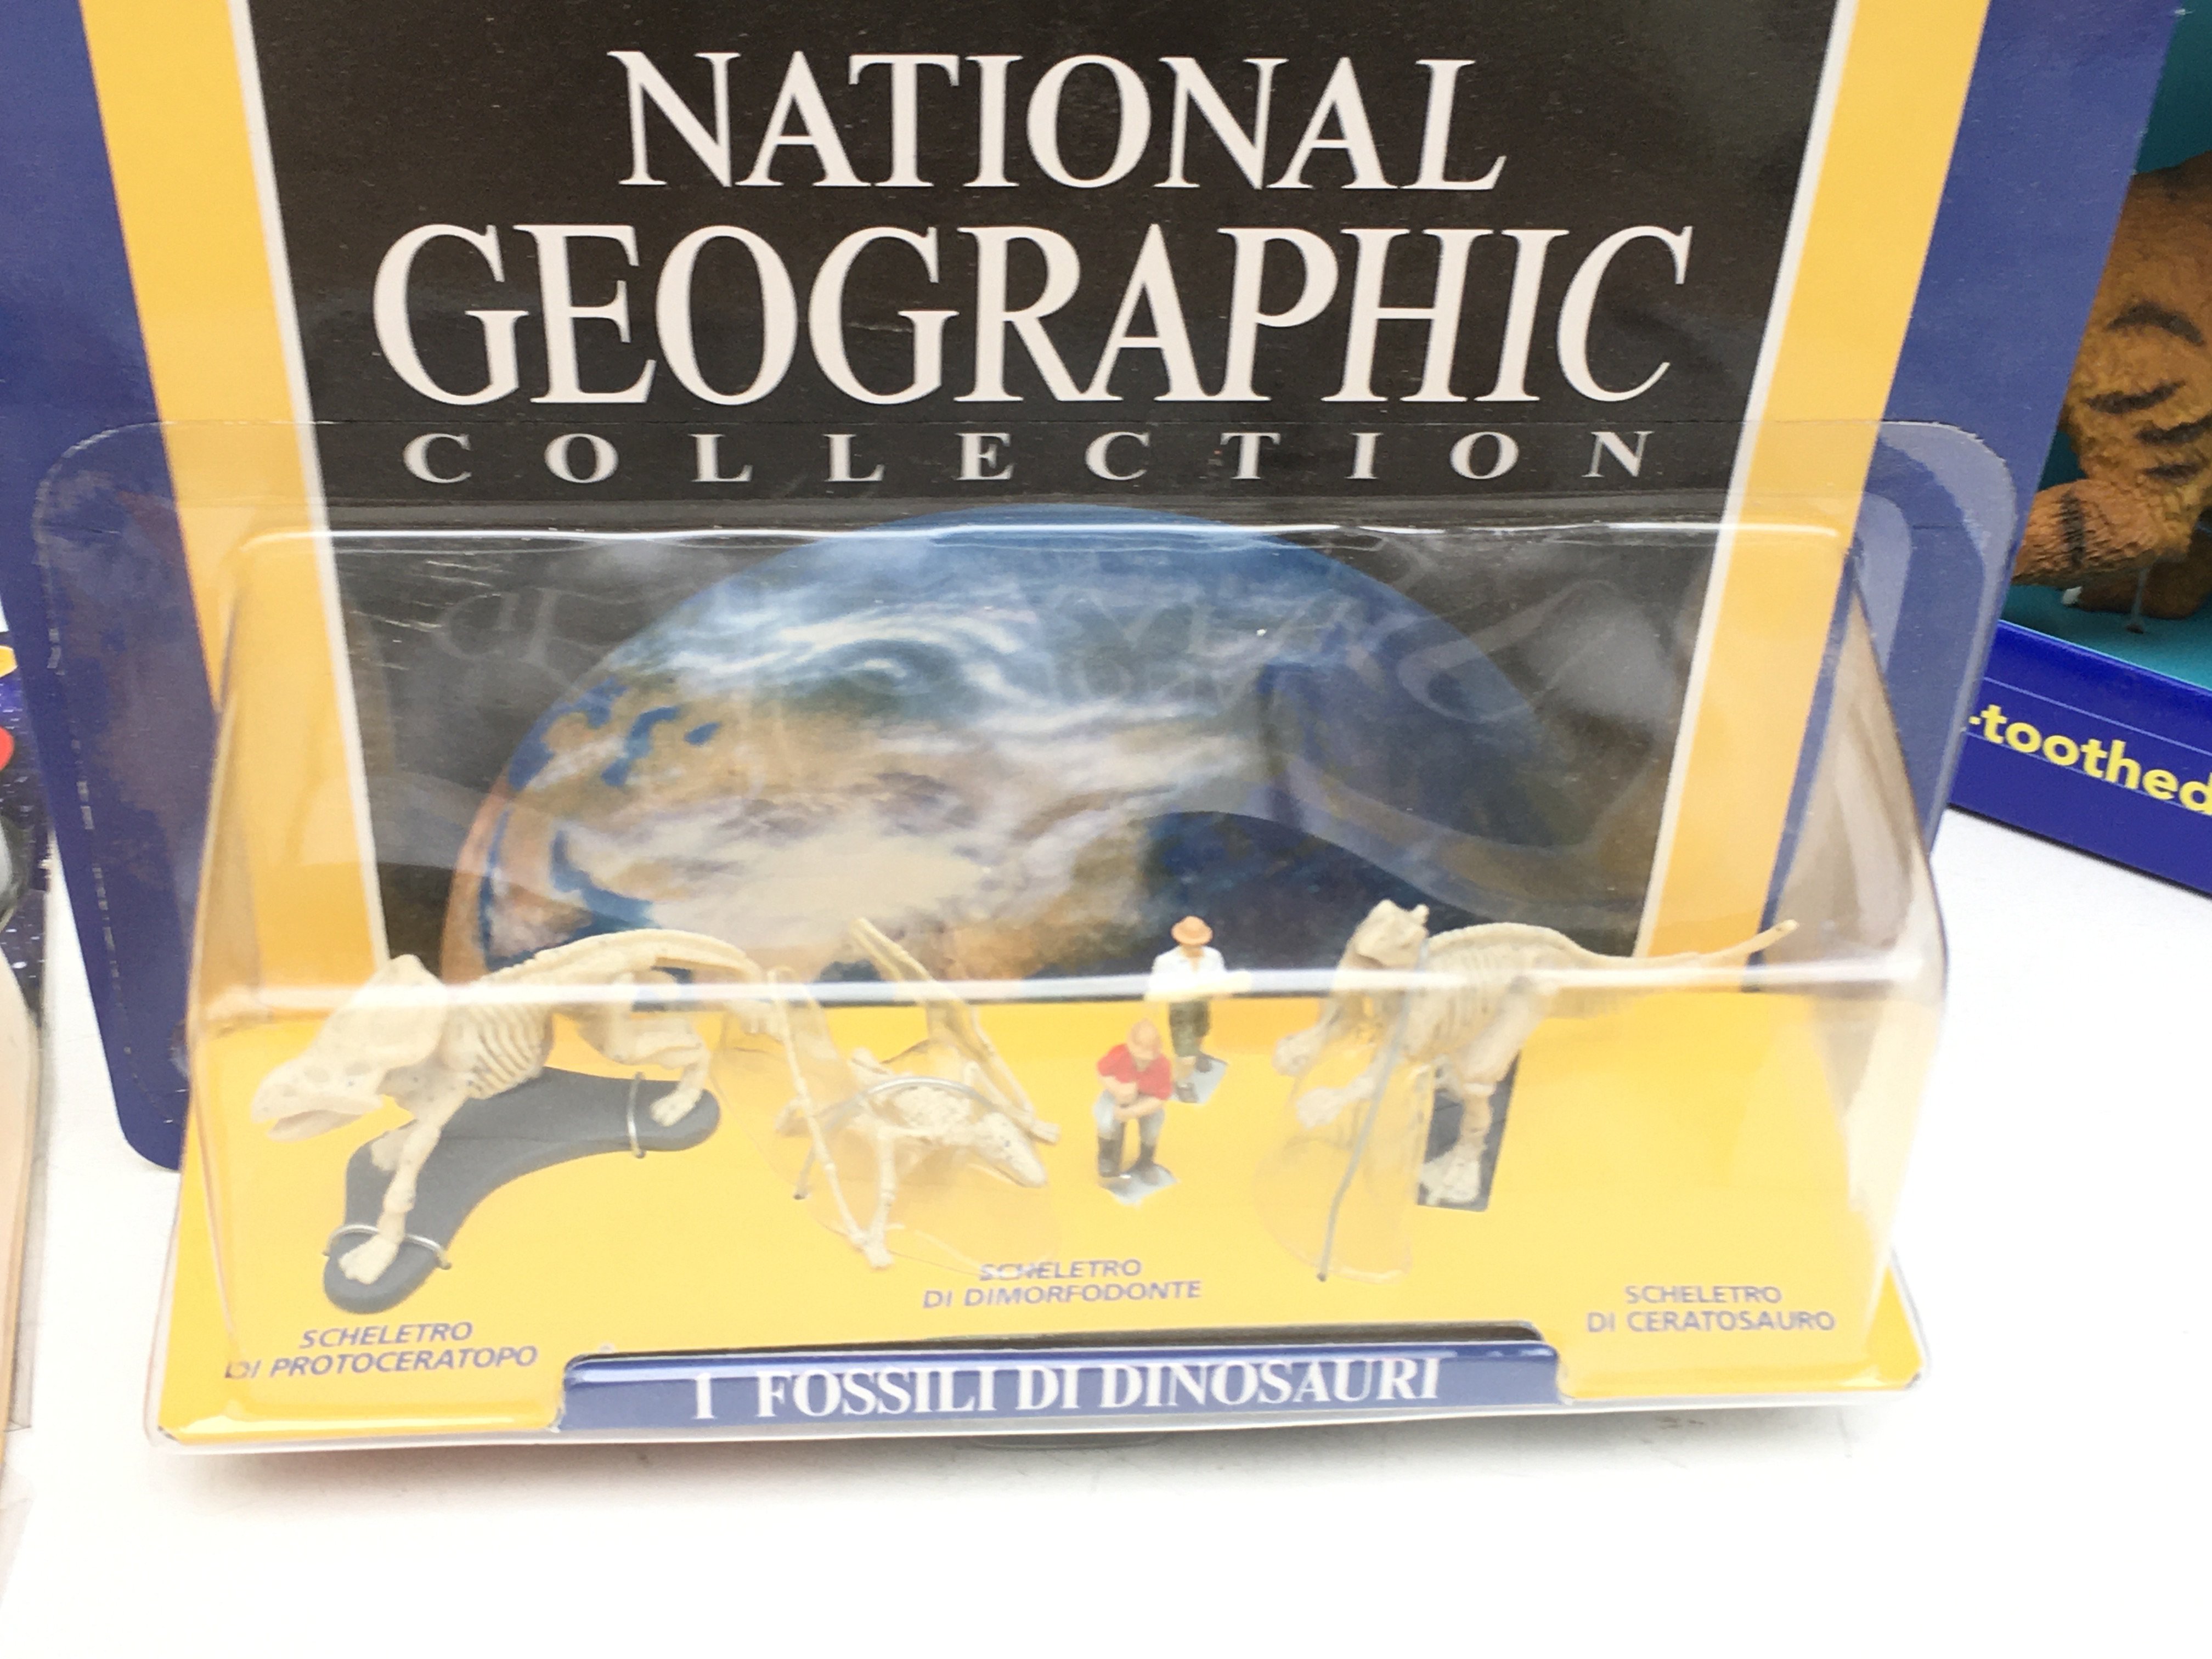 NATIONAL
GEOGRAPHIC
COLLECTION
-toothed
SCHELETRO
DI DIMORFODONTE
SCHELETRO
DI CERATOSAURO
SCHELETRO
DI PROTOCERATOPO
I FOSSILI DI DINOSAURI